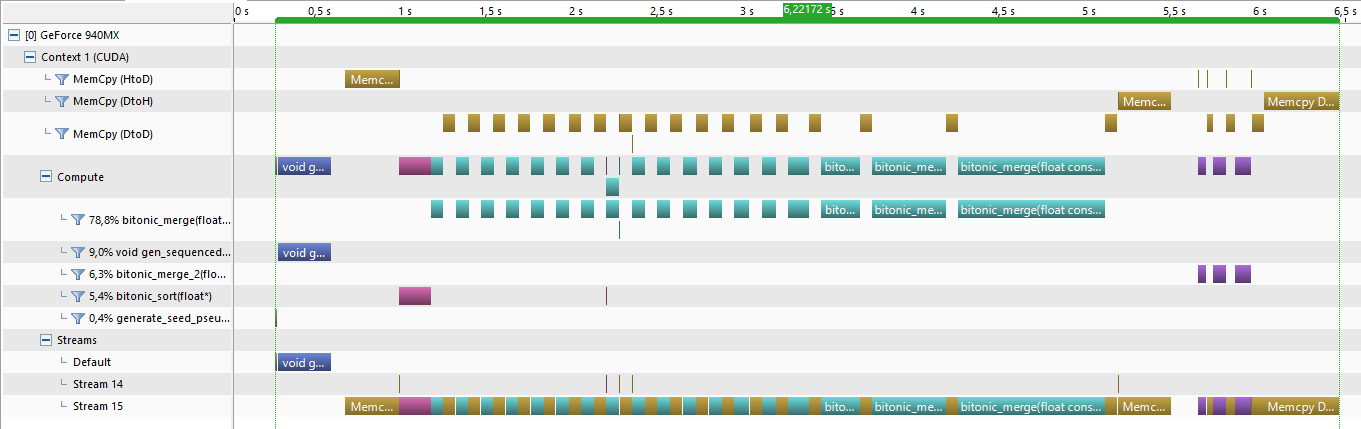 0 s 0,5 s 1 s 1,5 s 2 s 2,5 s 3 s 6,22172 s 5 s 4 s 4,5 s 5 s 5,5 s 6 s 6,5 s
[0] GeForce 940MX
Context 1 (CUDA)
MemCpy (HtoD) Memc...
MemCpy (DtoH) Memc... Memcpy D...
MemCpy (DtoD)
Compute void g... bito... bitonic_me... bitonic_merge(float cons...
78,8% bitonic_merge(float... bito... bitonic_me... bitonic_merge(float cons...
9,0% void gen_sequenced... void g...
6,3% bitonic_merge_2(flo...
5,4% bitonic_sort(float*)
0,4% generate_seed_pseu...
Streams
Default void g...
Stream 14
Stream 15 Memc... bito... bitonic_me... bitonic_merge(float cons... Memc... Memcpy D...